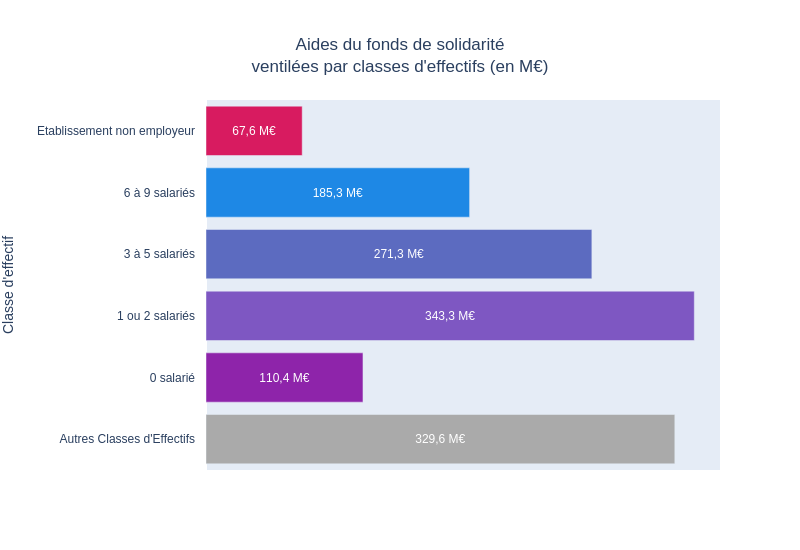 Aides du fonds de solidarité
ventilées par classes d'effectifs (en M€)
Classe d'effectif
Etablissement non employeur
67,6 M€
6 à 9 salariés
185,3 M€
3 à 5 salariés
271,3 M€
1 ou 2 salariés
343,3 M€
0 salarié
110,4 M€
Autres Classes d'Effectifs
329,6 M€